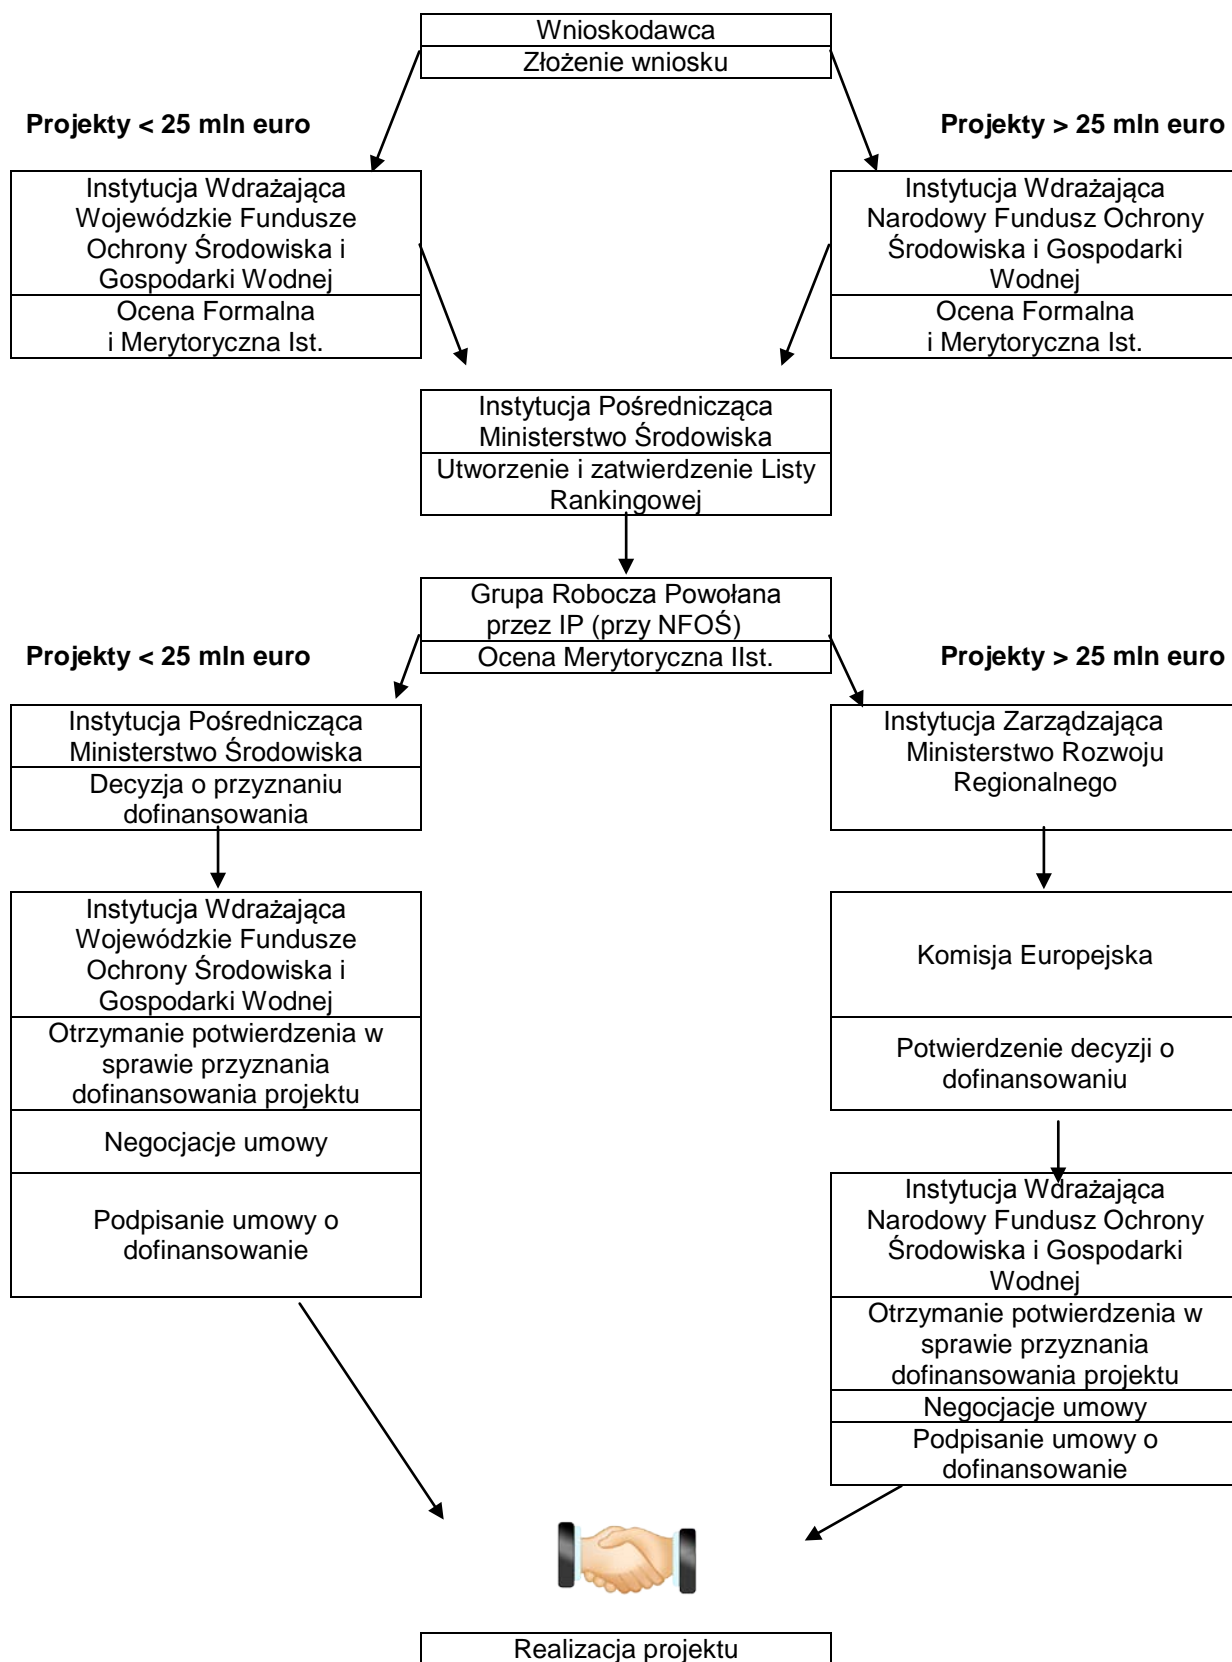 Wnioskodawca
Złożenie wniosku
Projekty < 25 mln euro
Projekty > 25 mln euro
Instytucja Wdrażająca
Wojewódzkie Fundusze
Ochrony Środowiska i
Gospodarki Wodnej
Ocena Formalna
i Merytoryczna Ist.
Instytucja Wdrażająca
Narodowy Fundusz Ochrony
Środowiska i Gospodarki
Wodnej
Ocena Formalna
i Merytoryczna Ist.
Instytucja Pośrednicząca
Ministerstwo Środowiska
Utworzenie i zatwierdzenie Listy
Rankingowej
Grupa Robocza Powołana
przez IP (przy NFOŚ)
Ocena Merytoryczna IIst.
Projekty < 25 mln euro
Projekty > 25 mln euro
Instytucja Pośrednicząca
Ministerstwo Środowiska
Decyzja o przyznaniu
dofinansowania
Instytucja Zarządzająca
Ministerstwo Rozwoju
Regionalnego
Instytucja Wdrażająca
Wojewódzkie Fundusze
Ochrony Środowiska i
Gospodarki Wodnej
Otrzymanie potwierdzenia w
sprawie przyznania
dofinansowania projektu
Negocjacje umowy
Podpisanie umowy o
dofinansowanie
Komisja Europejska
Potwierdzenie decyzji o
dofinansowaniu
Instytucja Wdrażająca
Narodowy Fundusz Ochrony
Środowiska i Gospodarki
Wodnej
Otrzymanie potwierdzenia w
sprawie przyznania
dofinansowania projektu
Negocjacje umowy
Podpisanie umowy o
dofinansowanie
Realizacja projektu